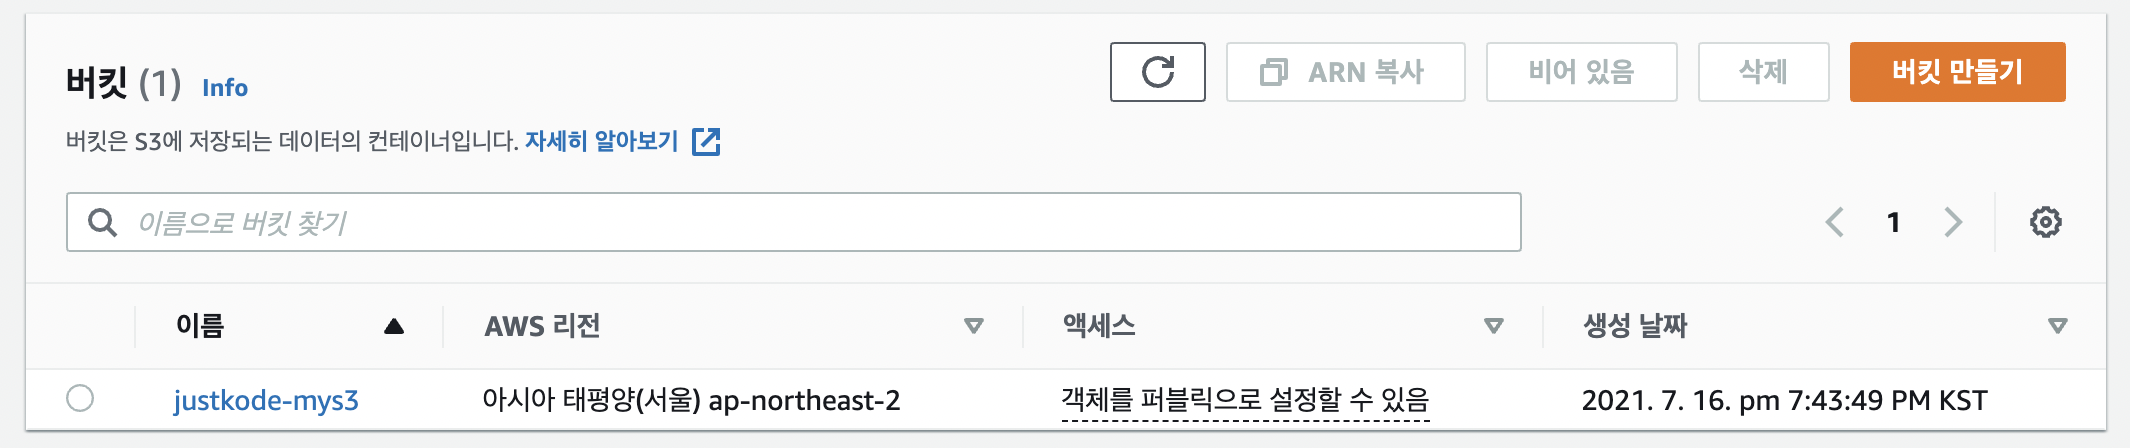 버킷 (1) Info
ARN 복사 비어 있음 삭제 버킷 만들기
버킷은 S3에 저장되는 데이터의 컨테이너입니다. 자세히 알아보기
이름으로 버킷 찾기
1
이름 AWS 리전 액세스 생성 날짜
justkode-mys3 아시아 태평양(서울) ap-northeast-2 객체를 퍼블릭으로 설정할 수 있음 2021. 7. 16. pm 7:43:49 PM KST